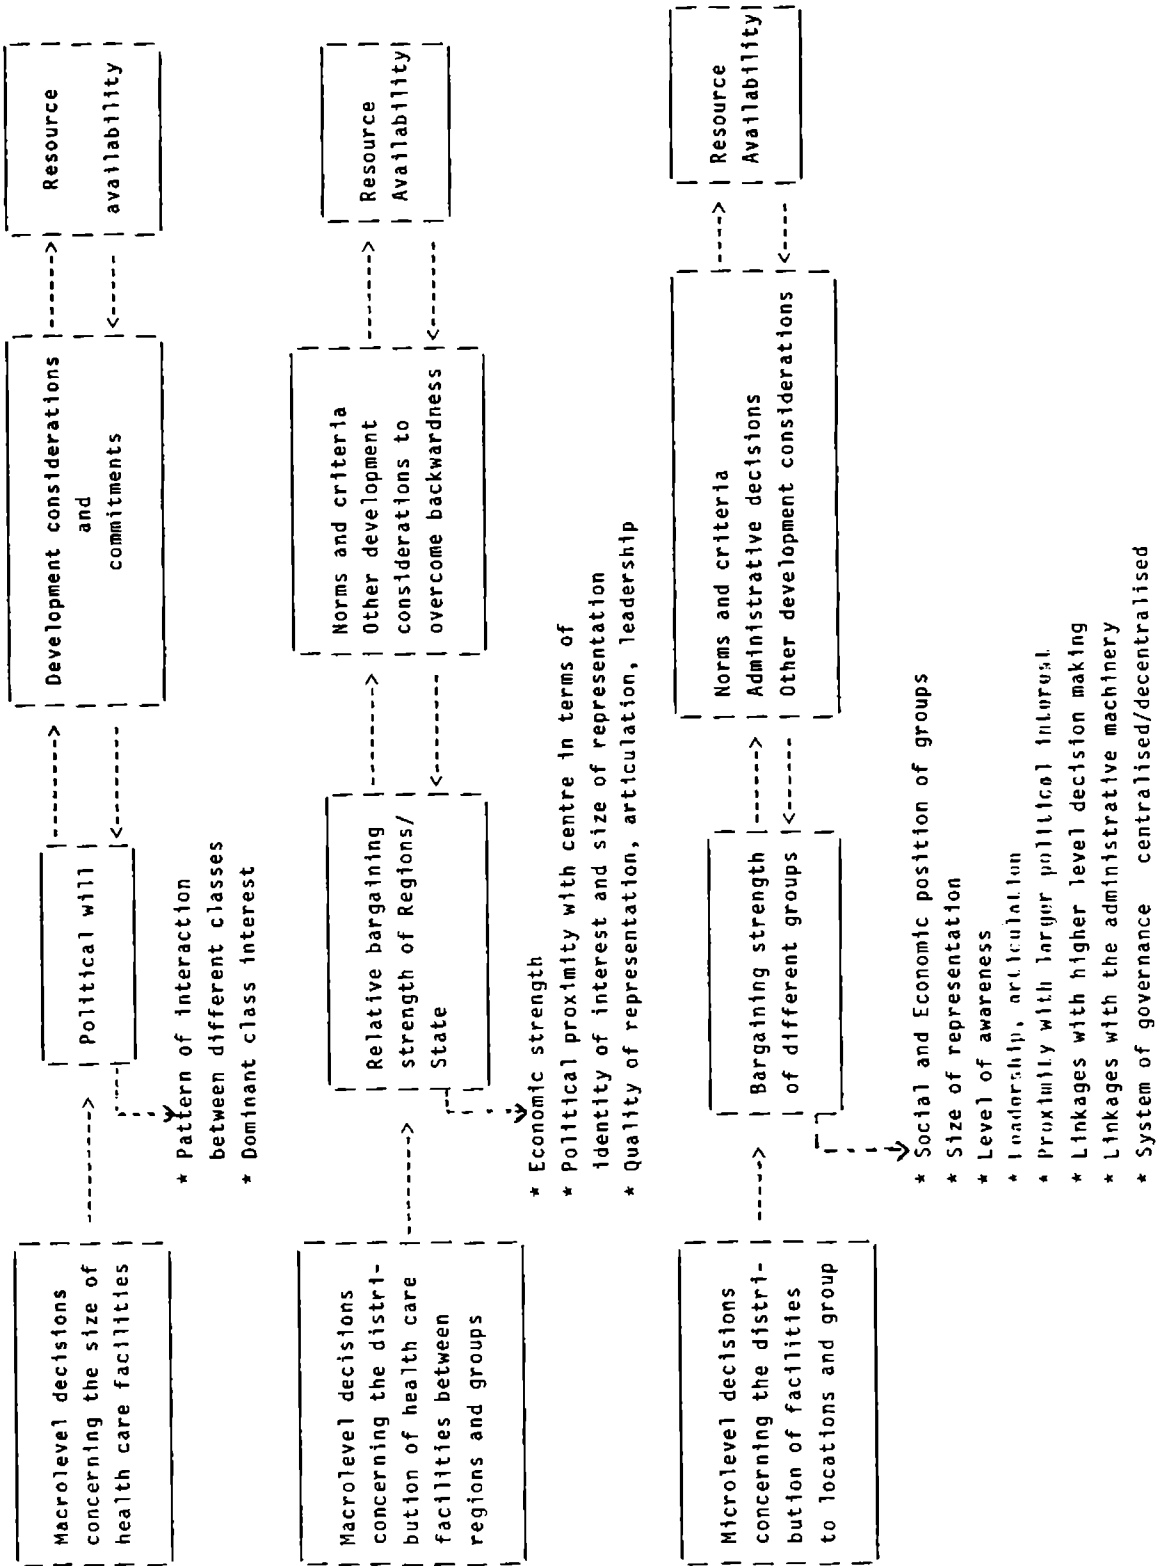 Macrolevel decisions
concerning the size of
health care facilities
Political will
* Pattern of interaction
between different classes
* Dominant class interest
Development considerations
and
commitments
Resource
availability
Macrolevel decisions
concerning the distri-
bution of health care
facilities between
regions and groups
Relative bargaining
strength of Regions/
State
* Economic strength
* Political proximity with centre in terms of
identity of interest and size of representation
* Quality of representation, articulation, leadership
Norms and criteria
Other development
considerations to
overcome backwardness
Resource
Availability
Microlevel decisions
concerning the distri-
bution of facilities
to locations and group
Bargaining strength
of different groups
* Social and Economic position of groups
* Size of representation
* Level of awareness
* Leadership, articulation
* Proximity with larger political interest
* Linkages with higher level decision making
* Linkages with the administrative machinery
* System of governance centralised/decentralised
Norms and criteria
Administrative decisions
Other development considerations
Resource
Availability